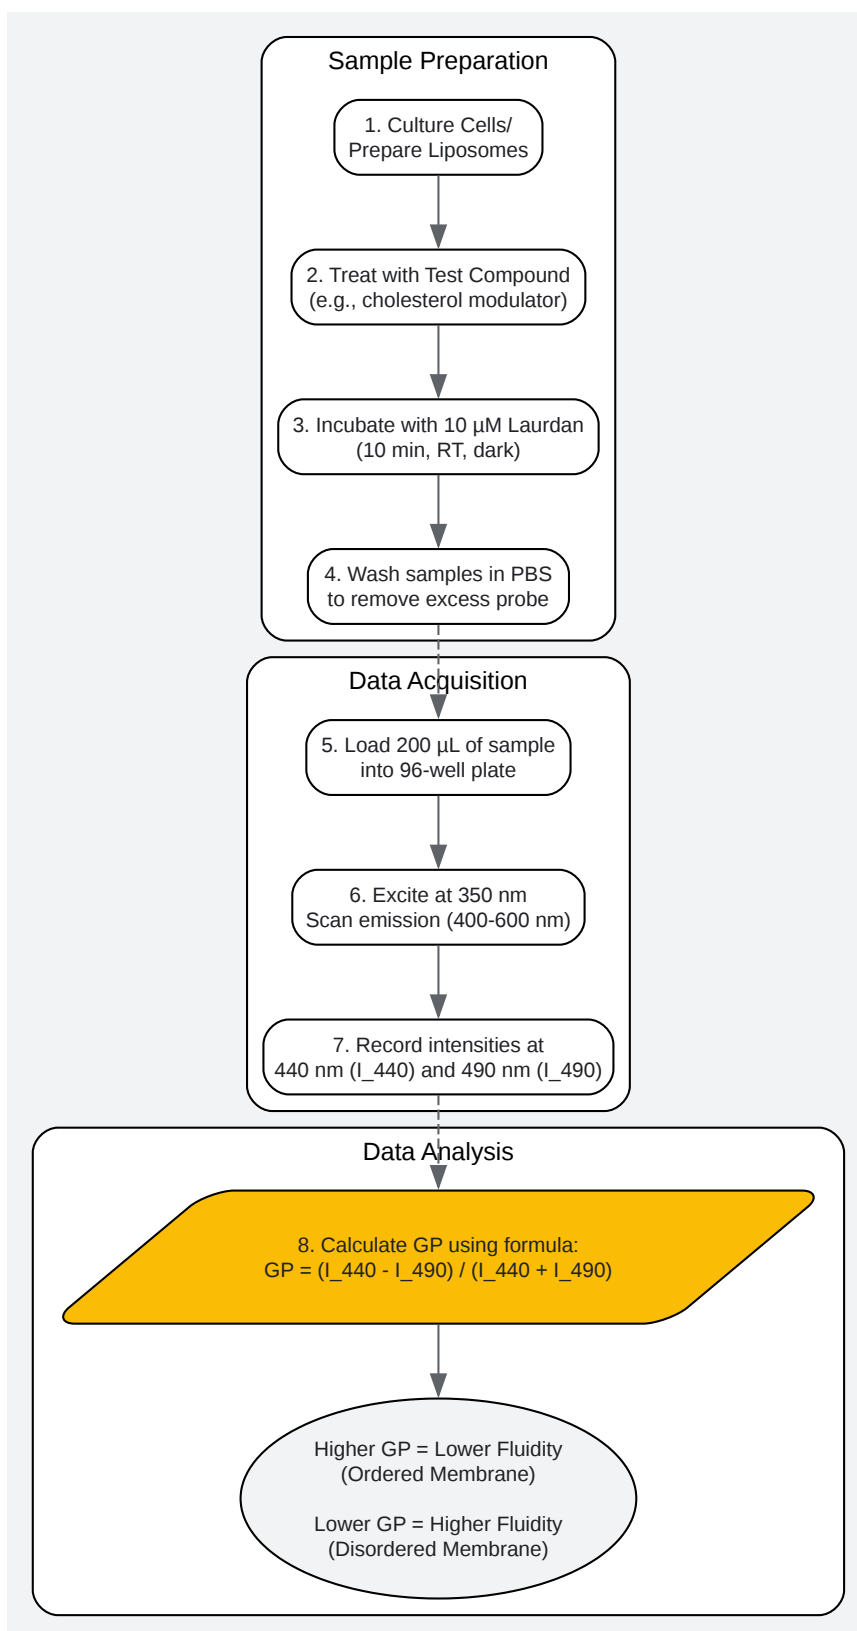 Sample Preparation
1. Culture Cells/
Prepare Liposomes
2. Treat with Test Compound
(e.g., cholesterol modulator)
3. Incubate with 10 µM Laurdan
(10 min, RT, dark)
4. Wash samples in PBS
to remove excess probe
Data Acquisition
5. Load 200 µL of sample
into 96-well plate
6. Excite at 350 nm
Scan emission (400-600 nm)
7. Record intensities at
440 nm (I_440) and 490 nm (I_490)
Data Analysis
8. Calculate GP using formula:
GP = (I_440 - I_490) / (I_440 + I_490)
Higher GP = Lower Fluidity
(Ordered Membrane)
Lower GP = Higher Fluidity
(Disordered Membrane)